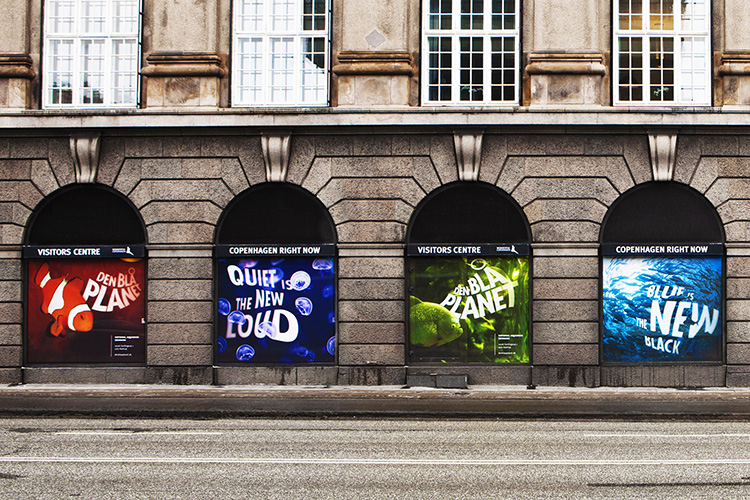 VISITORS CENTRE
DEN BLÅ
PLANET
COPENHAGEN RIGHT NOW
QUIET IS
THE NEW
LOUD
VISITORS CENTRE
DEN BLÅ
PLANET
COPENHAGEN RIGHT NOW
BLUE IS
THE NEW
BLACK